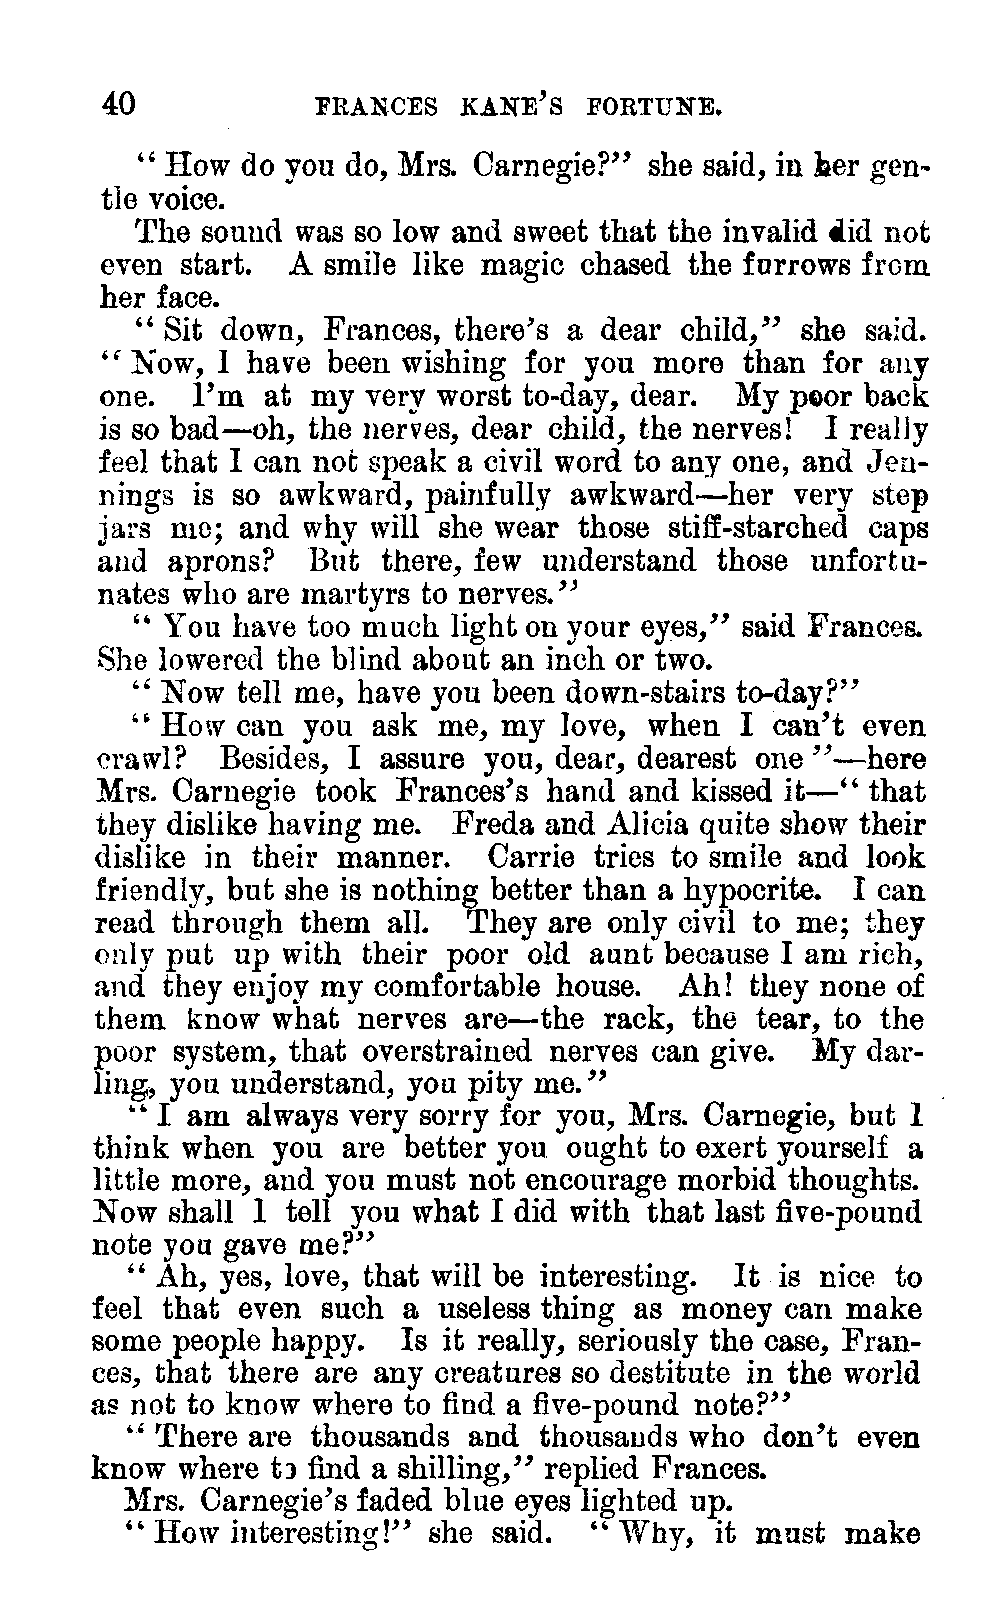 40 FRANCES KANE'S FORTUNE.
"How do you do, Mrs. Carnegie?" she said, in her gen-
tle voice.
The sound was so low and sweet that the invalid did not
even start. A smile like magic chased the furrows from
her face.
"Sit down, Frances, there's a dear child," she said.
"Now, I have been wishing for you more than for any
one. I'm at my very worst to-day, dear. My poor back
is so bad—oh, the nerves, dear child, the nerves! I really
feel that I can not speak a civil word to any one, and Jen-
nings is so awkward, painfully awkward—her very step
jars me; and why will she wear those stiff-starched caps
and aprons? But there, few understand those unfortu-
nates who are martyrs to nerves."
"You have too much light on your eyes," said Frances.
She lowered the blind about an inch or two.
"Now tell me, have you been down-stairs to-day?"
"How can you ask me, my love, when I can't even
crawl? Besides, I assure you, dear, dearest one"—here
Mrs. Carnegie took Frances's hand and kissed it—"that
they dislike having me. Freda and Alicia quite show their
dislike in their manner. Carrie tries to smile and look
friendly, but she is nothing better than a hypocrite. I can
read through them all. They are only civil to me; they
only put up with their poor old aunt because I am rich,
and they enjoy my comfortable house. Ah! they none of
them know what nerves are—the rack, the tear, to the
poor system, that overstrained nerves can give. My dar-
ling, you understand, you pity me."
"I am always very sorry for you, Mrs. Carnegie, but I
think when you are better you ought to exert yourself a
little more, and you must not encourage morbid thoughts.
Now shall I tell you what I did with that last five-pound
note you gave me?"
"Ah, yes, love, that will be interesting. It is nice to
feel that even such a useless thing as money can make
some people happy. Is it really, seriously the case, Fran-
ces, that there are any creatures so destitute in the world
as not to know where to find a five-pound note?"
"There are thousands and thousands who don't even
know where to find a shilling," replied Frances.
Mrs. Carnegie's faded blue eyes lighted up.
"How interesting!" she said. "Why, it must make